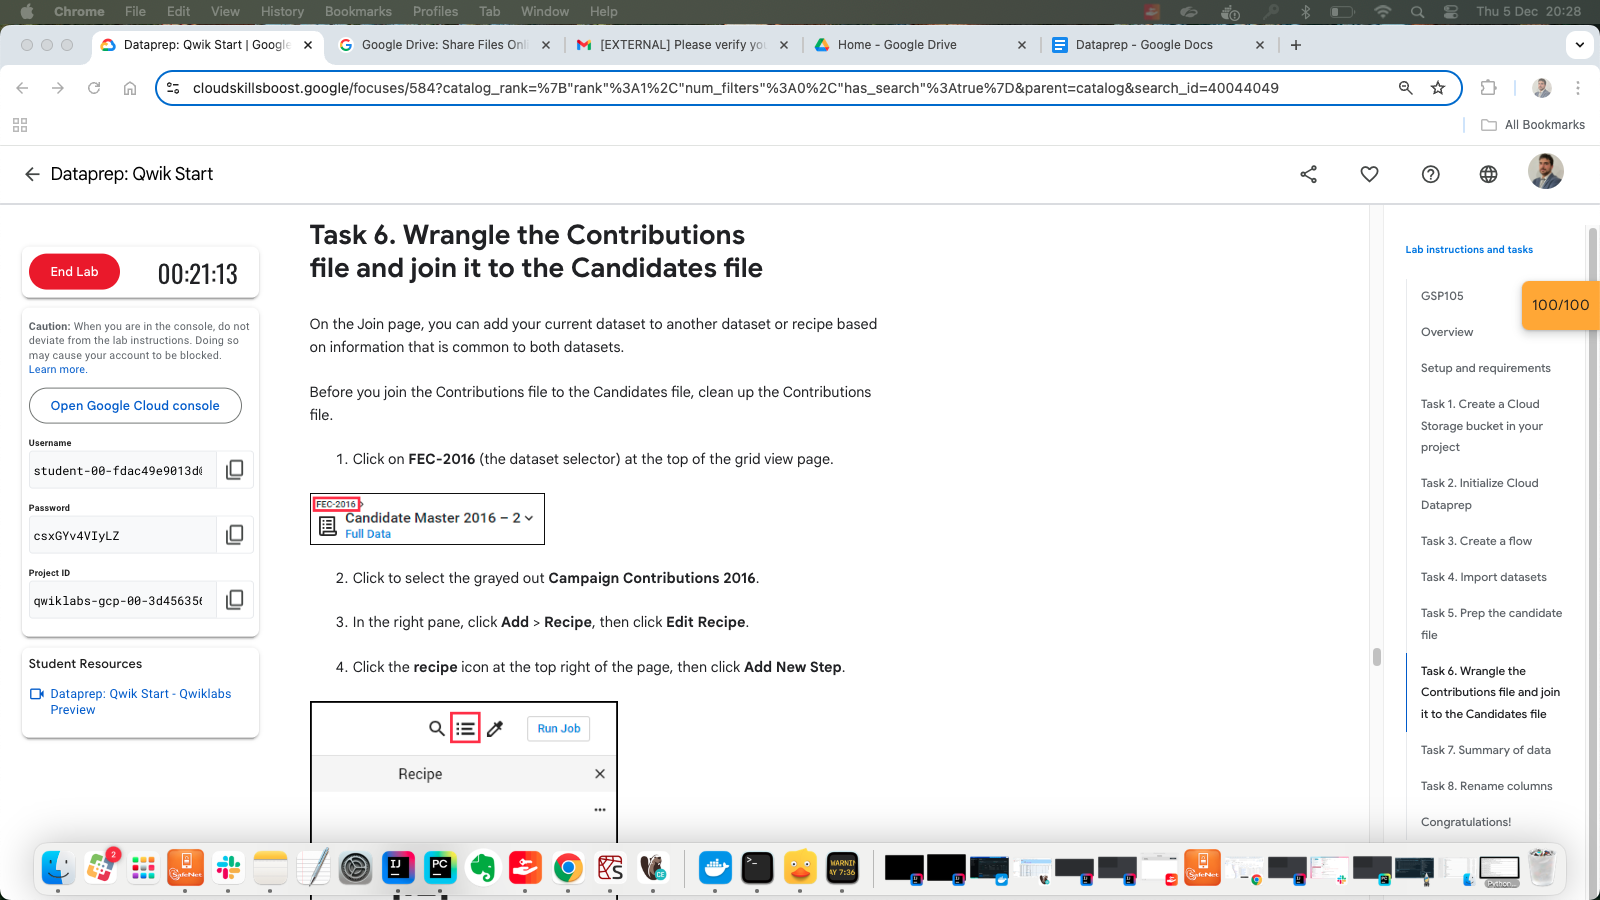 Chrome File Edit View History Bookmarks Profiles Tab Window Help Thu 5 Dec 20:28
Dataprep: Qwik Start | Google
Google Drive: Share Files Onli
[EXTERNAL] Please verify you
Home - Google Drive
Dataprep - Google Docs
cloudskillsboost.google/focuses/584?catalog_rank=%7B"rank"%3A1%2C"num_filters"%3A0%2C"has_search"%3Atrue%7D&parent=catalog&search_id=40044049
All Bookmarks
Dataprep: Qwik Start
End Lab
00:21:13
Caution: When you are in the console, do not
deviate from the lab instructions. Doing so
may cause your account to be blocked.
Learn more.
Open Google Cloud console
Username
student-00-fdac49e9013d
Password
csxGYv4VIyLZ
Project ID
qwiklabs-gcp-00-3d456356
Student Resources
Dataprep: Qwik Start - Qwiklabs
Preview
Task 6. Wrangle the Contributions
file and join it to the Candidates file
On the Join page, you can add your current dataset to another dataset or recipe based
on information that is common to both datasets.
Before you join the Contributions file to the Candidates file, clean up the Contributions
file.
1. Click on FEC-2016 (the dataset selector) at the top of the grid view page.
FEC-2016
Candidate Master 2016 – 2
Full Data
2. Click to select the grayed out Campaign Contributions 2016.
3. In the right pane, click Add > Recipe, then click Edit Recipe.
4. Click the recipe icon at the top right of the page, then click Add New Step.
Run Job
Recipe
Lab instructions and tasks
GSP105
100/100
Overview
Setup and requirements
Task 1. Create a Cloud
Storage bucket in your
project
Task 2. Initialize Cloud
Dataprep
Task 3. Create a flow
Task 4. Import datasets
Task 5. Prep the candidate
file
Task 6. Wrangle the
Contributions file and join
it to the Candidates file
Task 7. Summary of data
Task 8. Rename columns
Congratulations!
2
SafeNet
IJ
PC
CE
WARNIN
AY 7:36
SafeNet
Python